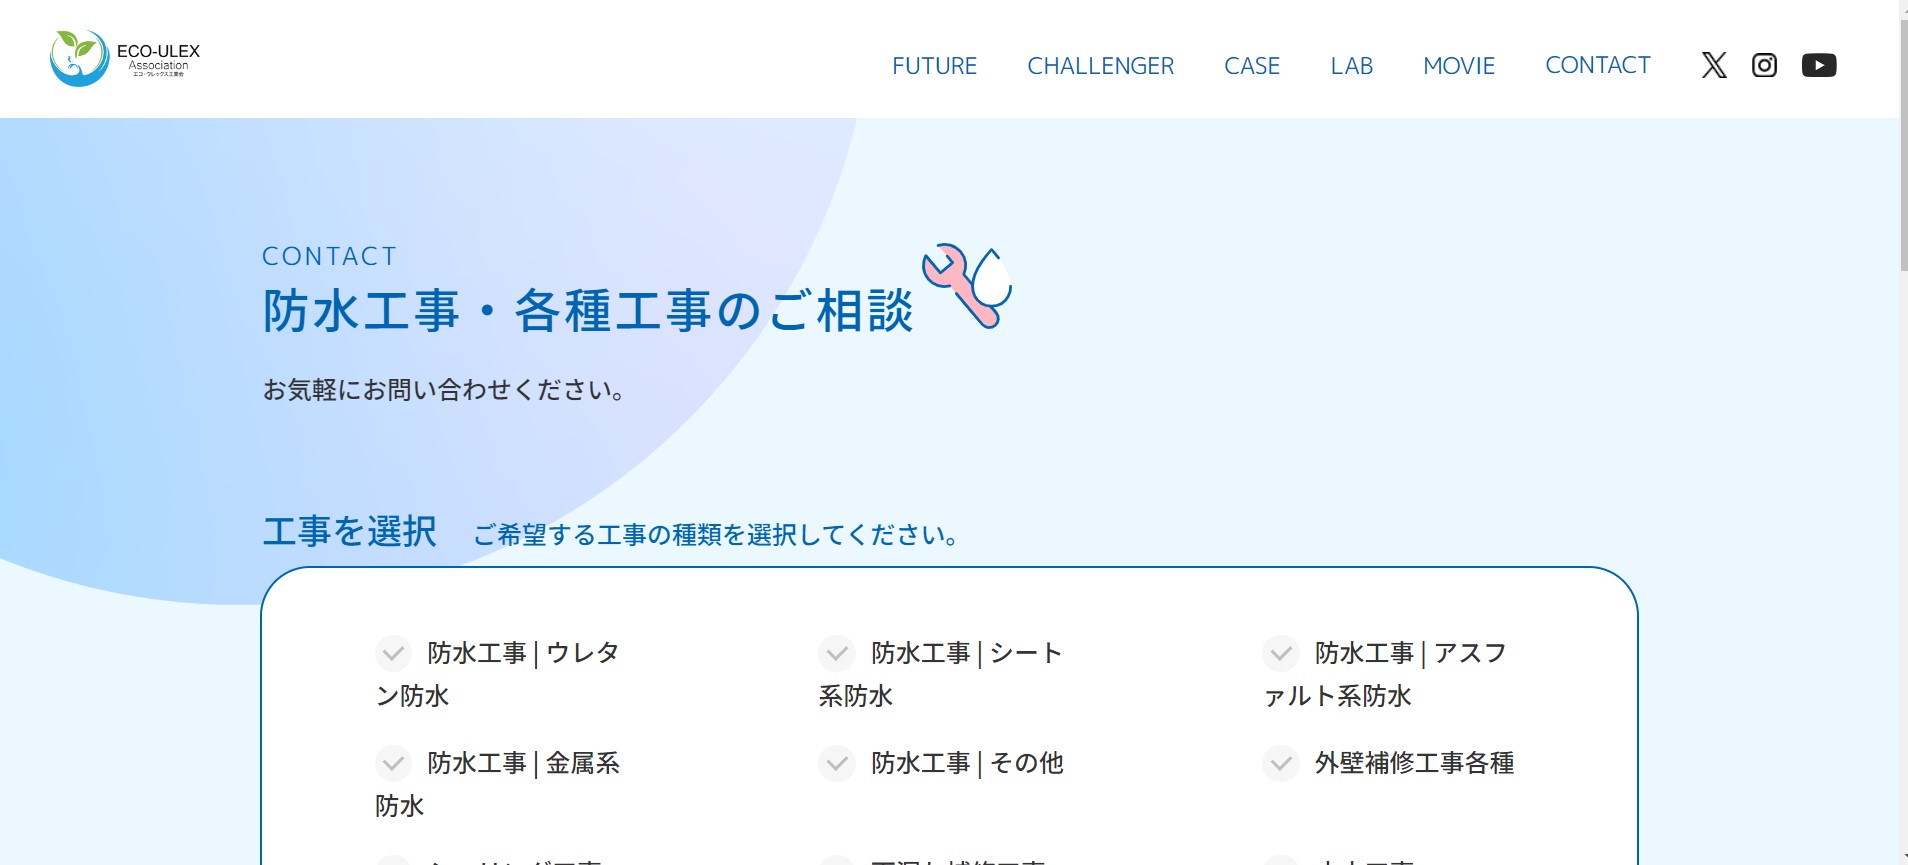 ECO-ULEX
Association
エコ・ウレックス工業会
FUTURE
CHALLENGER
CASE
LAB
MOVIE
CONTACT
CONTACT
防水工事・各種工事のご相談
お気軽にお問い合わせください。
工事を選択
ご希望する工事の種類を選択してください。
防水工事 | ウレタ
ン防水
防水工事 | シート
系防水
防水工事 | アスフ
ァルト系防水
防水工事 | 金属系
防水
防水工事 | その他
外壁補修工事各種